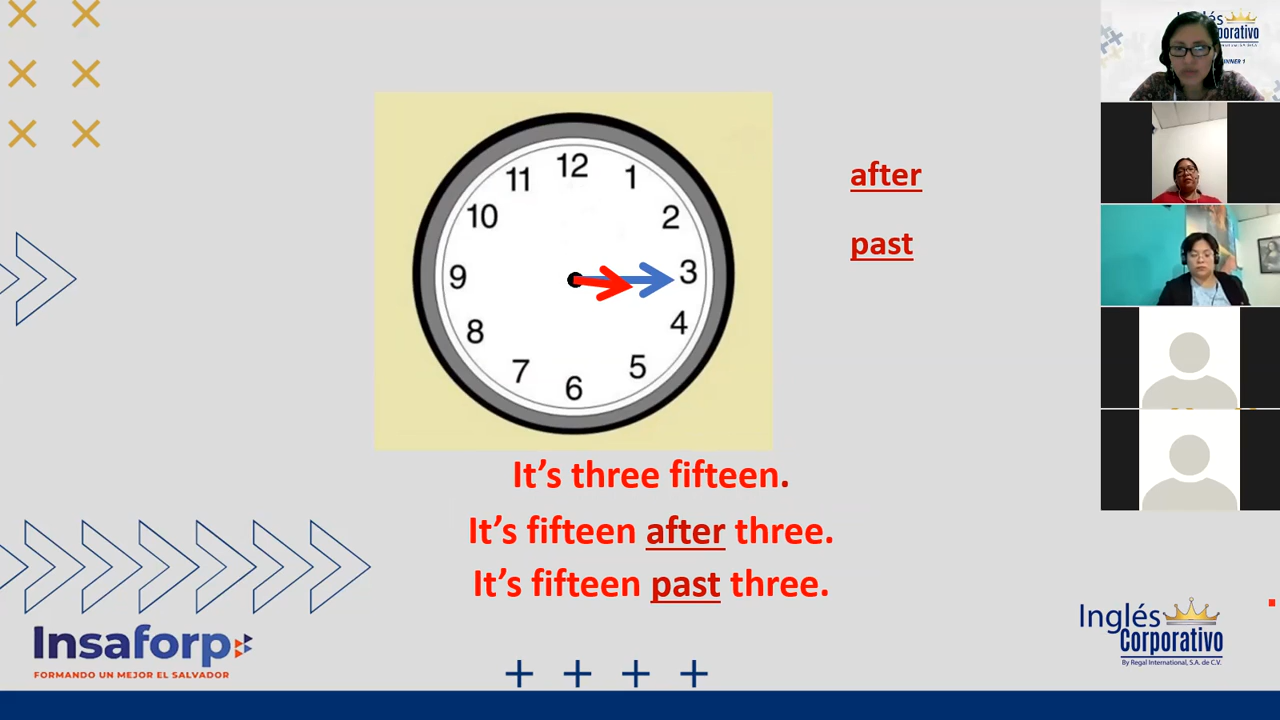 12
11
1
10
2
9
3
8
4
7
5
6
after
past
It's three fifteen.
It's fifteen after three.
It's fifteen past three.
Insaforp
FORMANDO UN MEJOR EL SALVADOR
Inglés
Corporativo
By Regal International, S.A. de C.V.